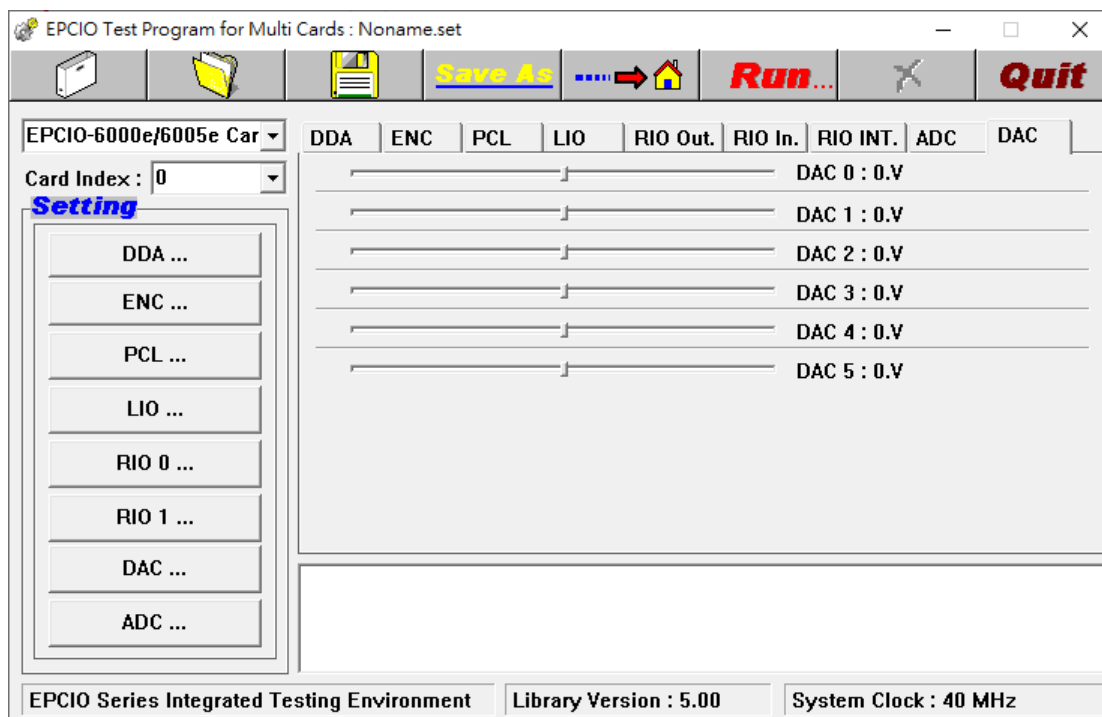 EPCIO Test Program for Multi Cards : Noname.set
Save As Run... Quit
EPCIO-6000e/6005e Car
Card Index : 0
Setting
DDA ...
ENC ...
PCL ...
LIO ...
RIO 0 ...
RIO 1 ...
DAC ...
ADC ...
DDA ENC PCL LIO RIO Out. RIO In. RIO INT. ADC DAC
DAC 0 : 0.V
DAC 1 : 0.V
DAC 2 : 0.V
DAC 3 : 0.V
DAC 4 : 0.V
DAC 5 : 0.V
EPCIO Series Integrated Testing Environment Library Version : 5.00 System Clock : 40 MHz